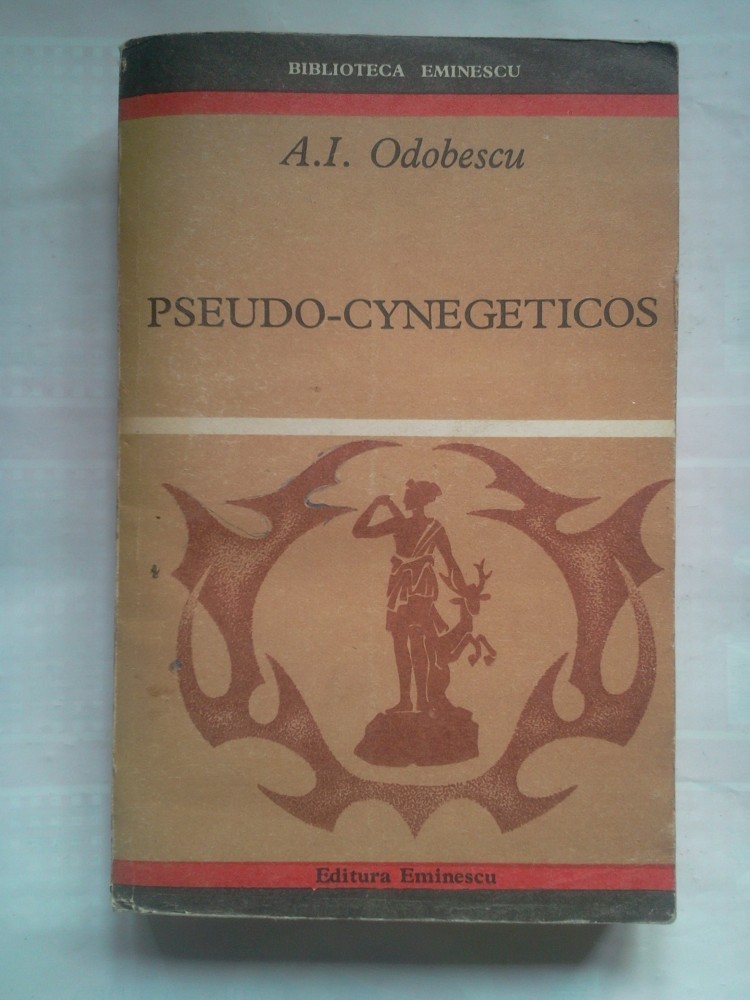 BIBLIOTECA EMINESCU
A.I. Odobescu
PSEUDO-CYNEGETICOS
Editura Eminescu